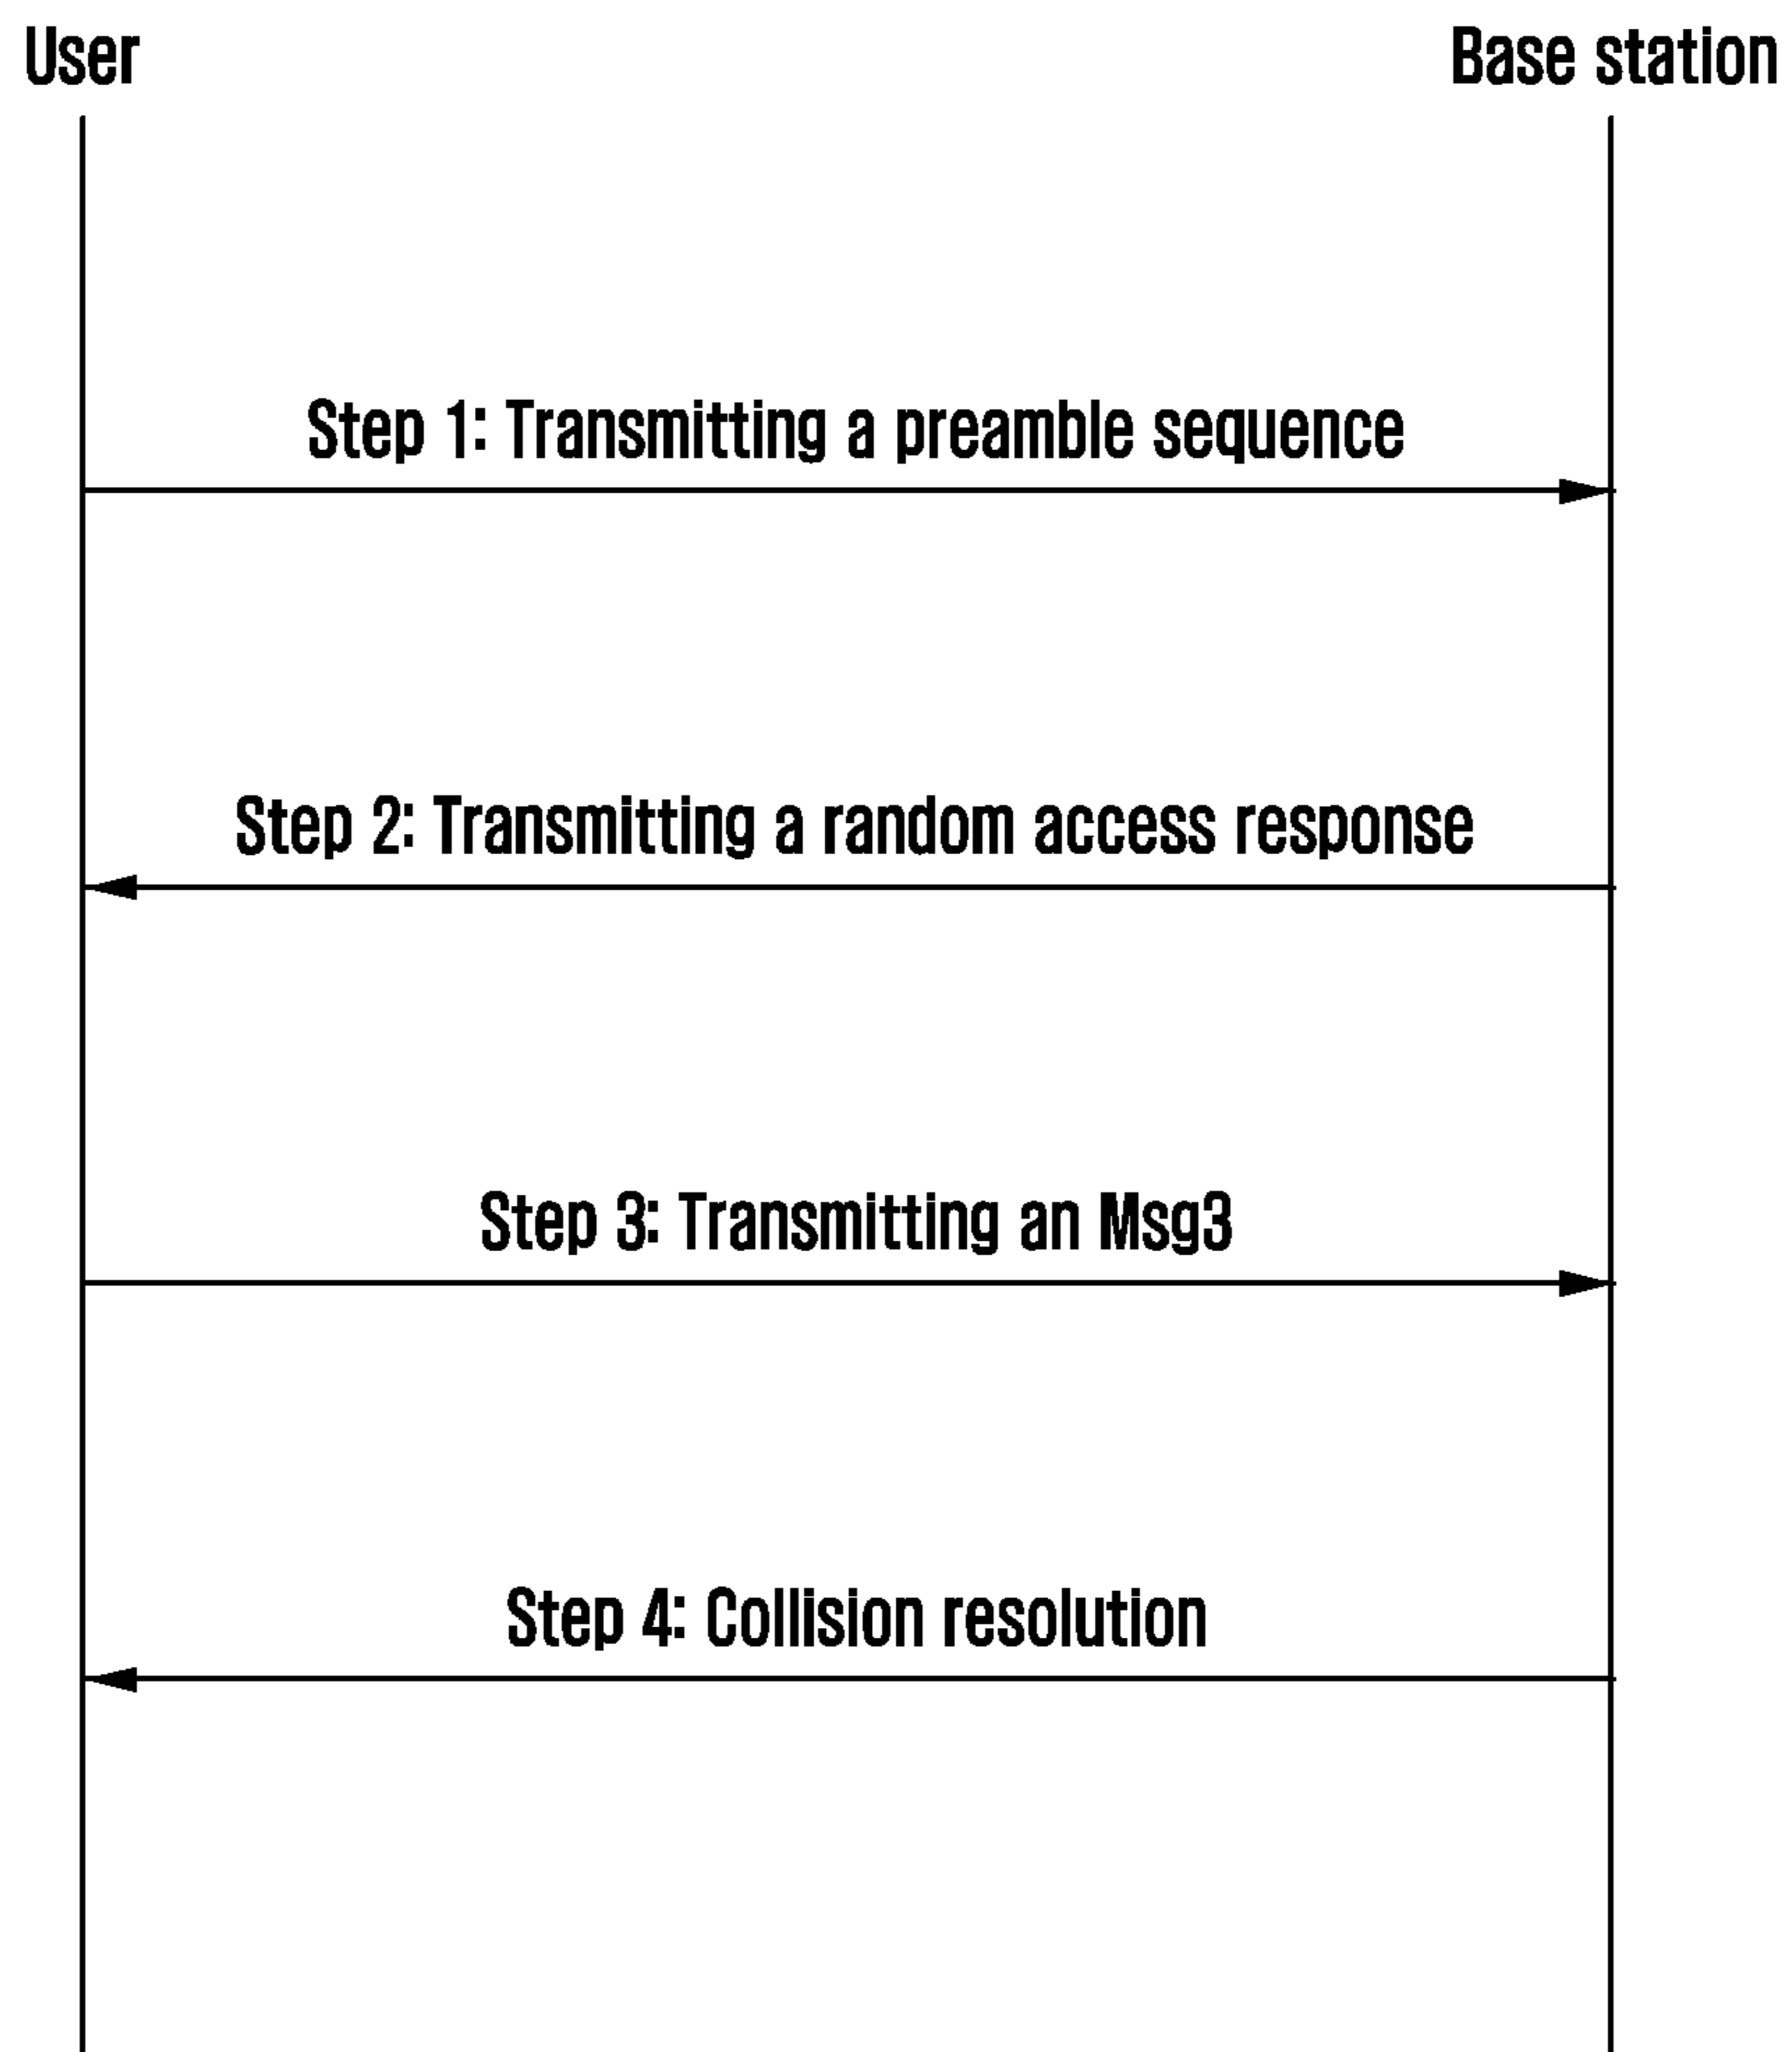 User
Base station
Step 1: Transmitting a preamble sequence
Step 2: Transmitting a random access response
Step 3: Transmitting an Msg3
Step 4: Collision resolution